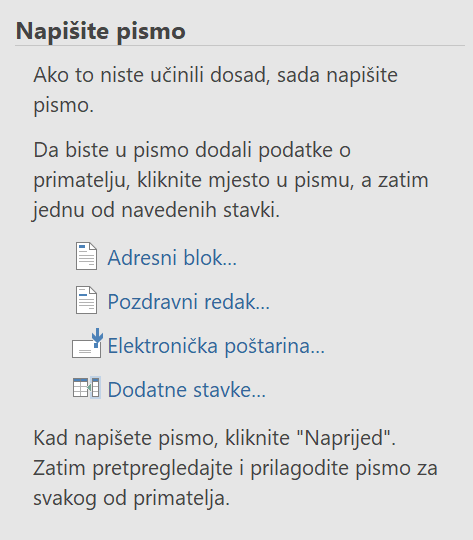 Napišite pismo
Ako to niste učinili dosad, sada napišite
pismo.
Da biste u pismo dodali podatke o
primatelju, kliknite mjesto u pismu, a zatim
jednu od navedenih stavki.
Adresni blok...
Pozdravni redak...
Elektronička poštarina...
Dodatne stavke...
Kad napišete pismo, kliknite "Naprijed".
Zatim pretpregledajte i prilagodite pismo za
svakog od primatelja.